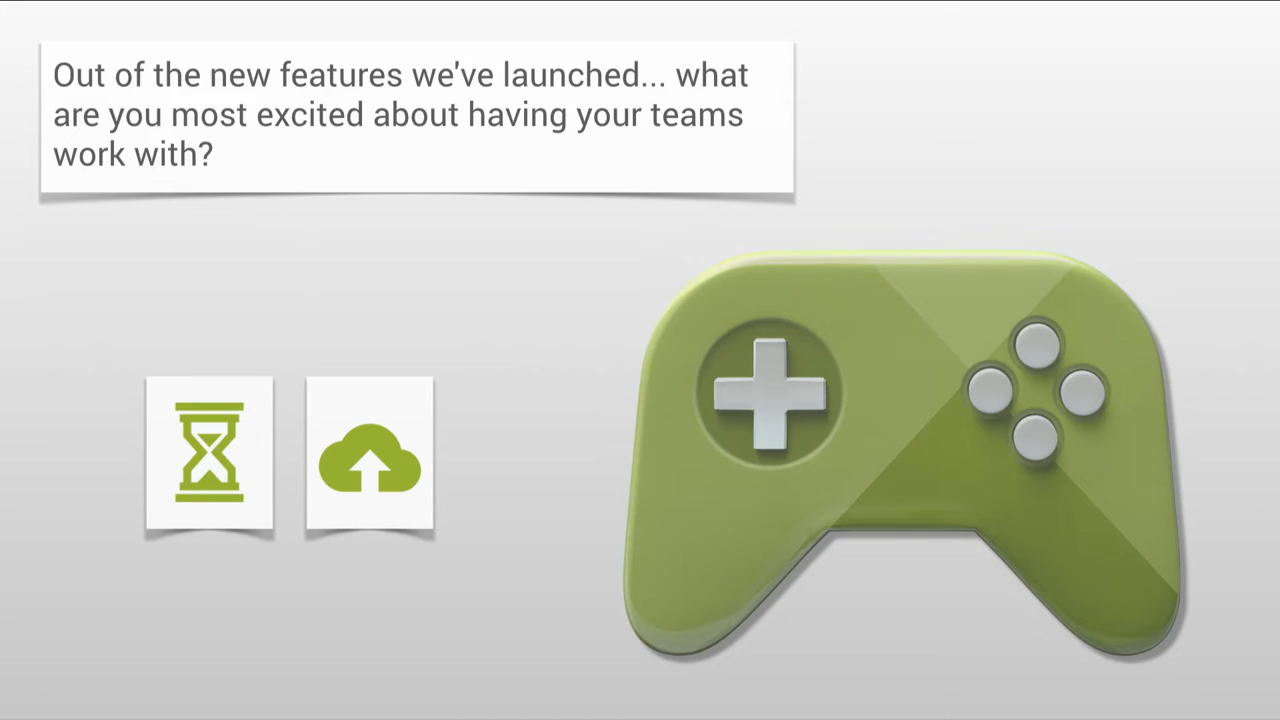 Out of the new features we've launched... what
are you most excited about having your teams
work with?